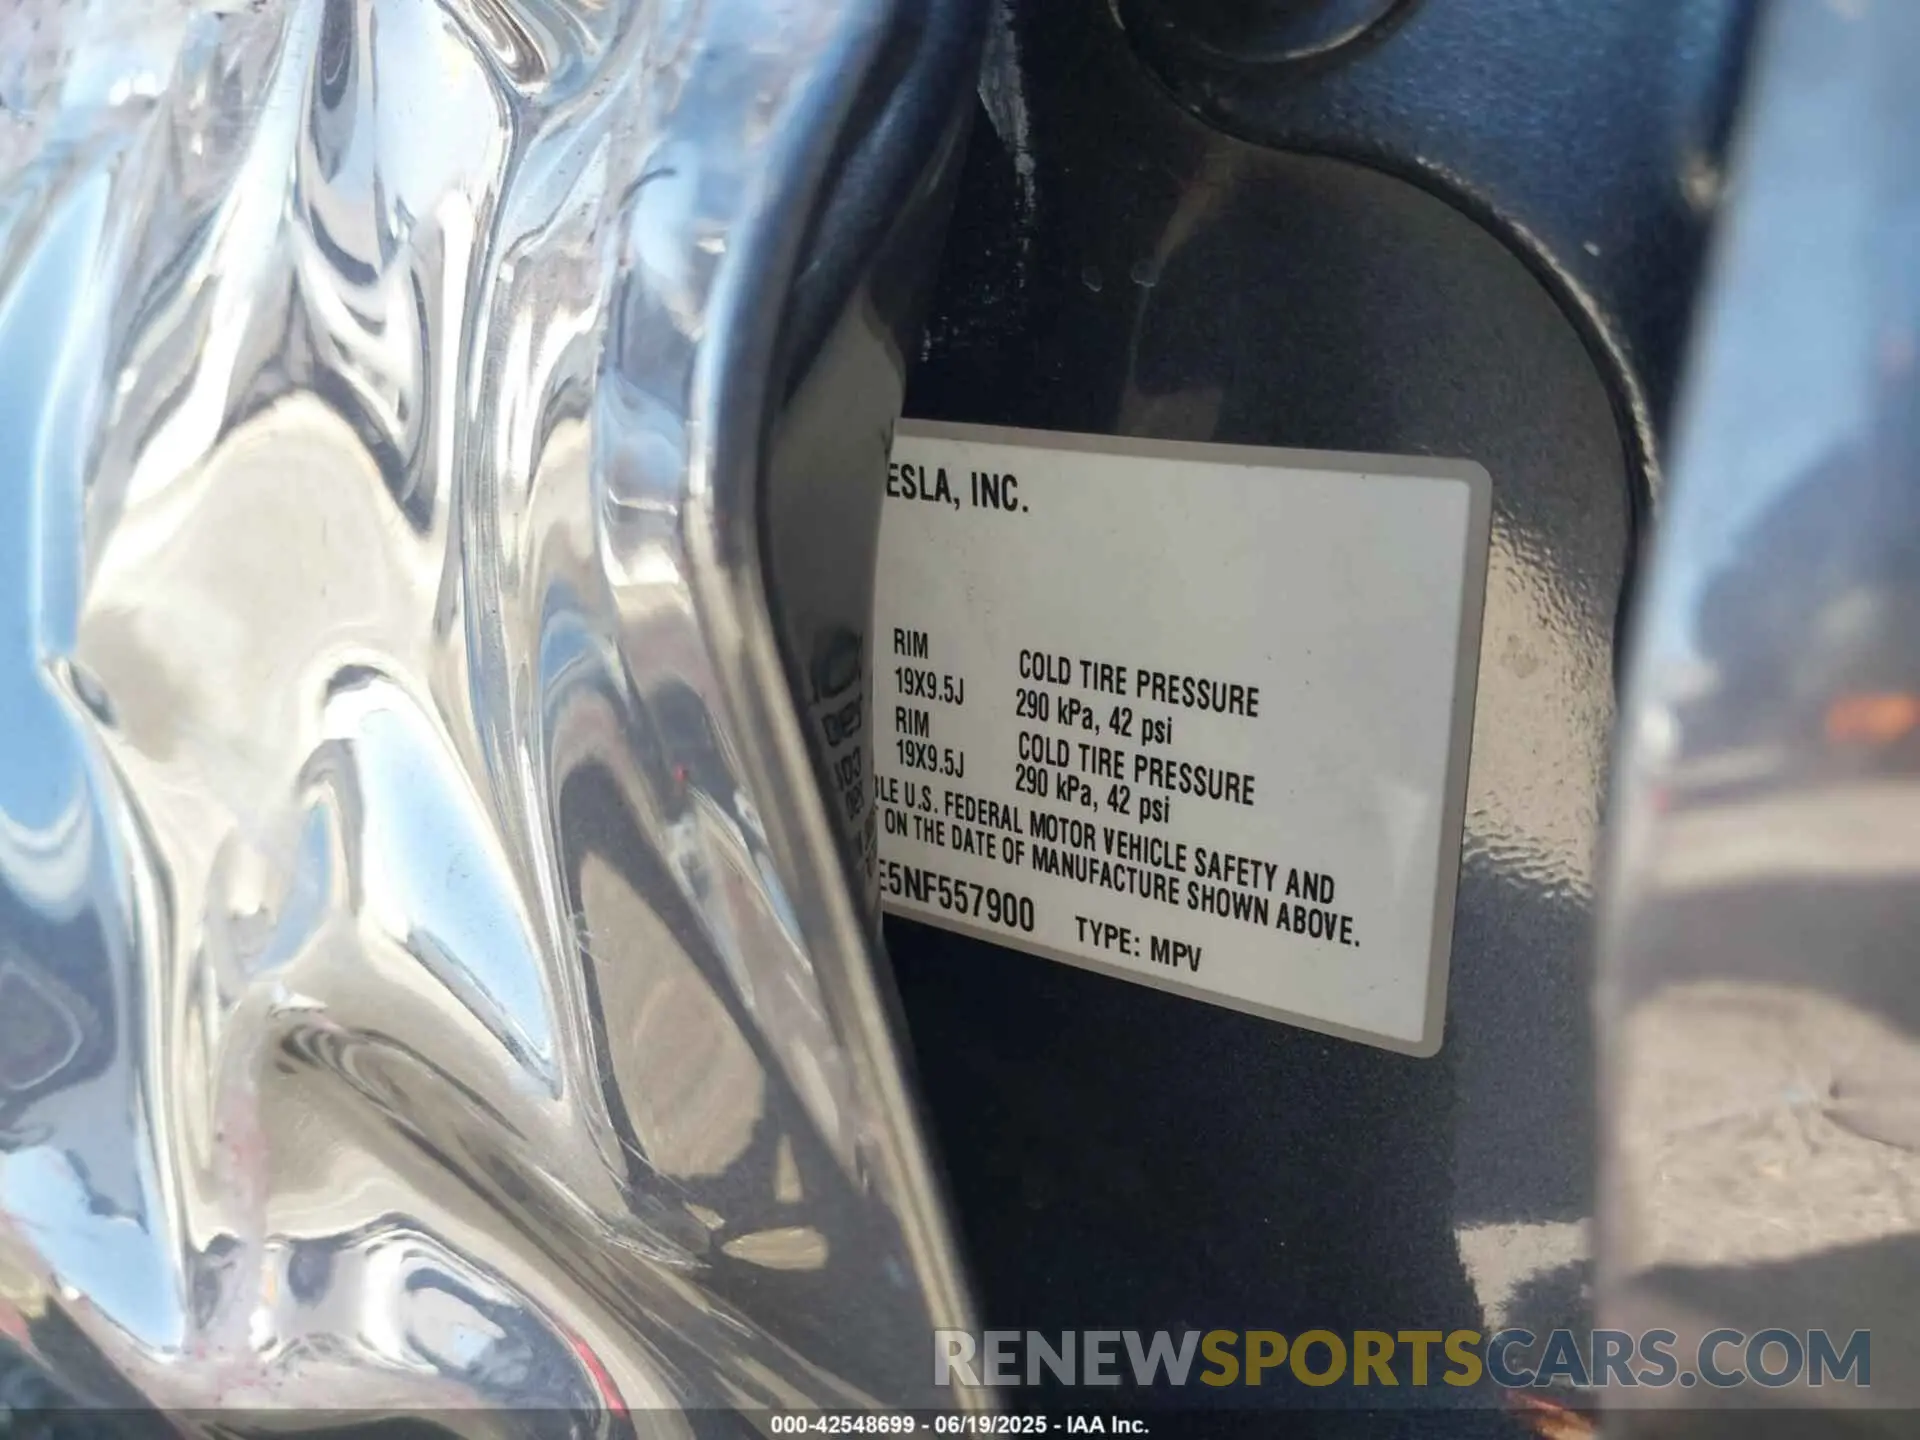 ESLA, INC.
RIM
19X9.5J
COLD TIRE PRESSURE
290 kPa, 42 psi
RIM
19X9.5J
COLD TIRE PRESSURE
290 kPa, 42 psi
BLE U.S. FEDERAL MOTOR VEHICLE SAFETY AND
ON THE DATE OF MANUFACTURE SHOWN ABOVE.
E5NF557900 TYPE: MPV
RENEWSPORTSCARS.COM
000-42548699 - 06/19/2025 - IAA Inc.